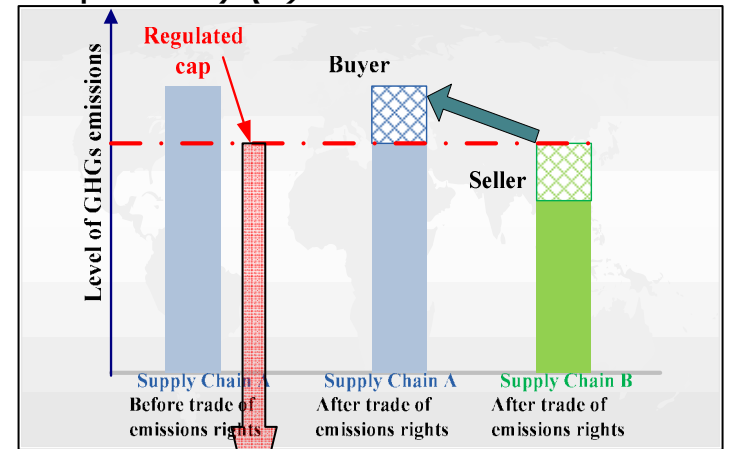 Regulated
cap
Buyer
Seller
Level of GHGs emissions
Supply Chain A
Before trade of
emissions rights
Supply Chain A
After trade of
emissions rights
Supply Chain B
After trade of
emissions rights